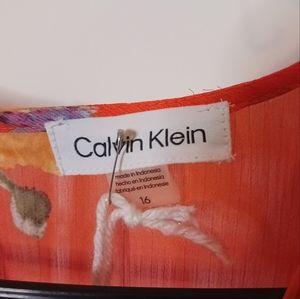 Calvin Klein
made in Indonesia
hecho en Indonesia
fabriqué en Indonésie
16